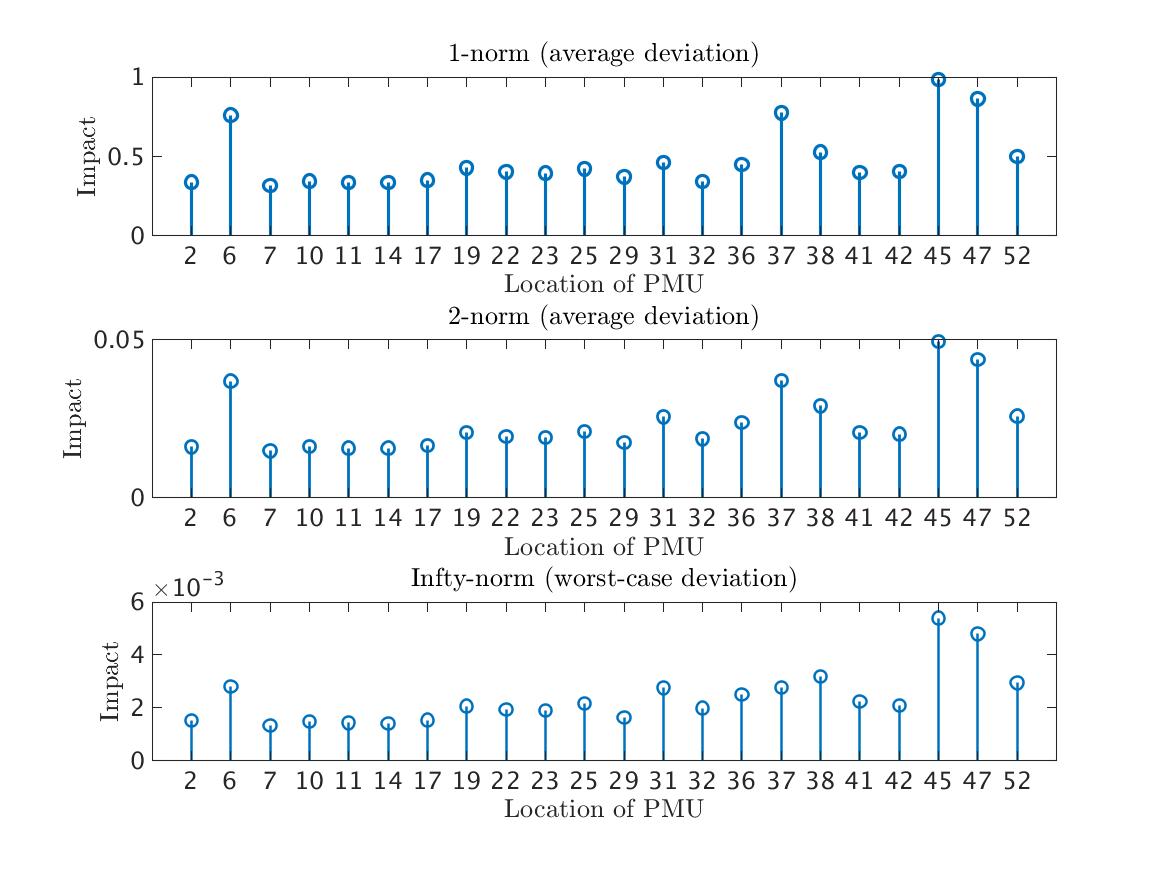 1-norm (average deviation)
1
0.5
0
Impact
2 6 7 10 11 14 17 19 22 23 25 29 31 32 36 37 38 41 42 45 47 52
Location of PMU
2-norm (average deviation)
0.05
0
Impact
2 6 7 10 11 14 17 19 22 23 25 29 31 32 36 37 38 41 42 45 47 52
Location of PMU
Infty-norm (worst-case deviation)
×10⁻³
6
4
2
0
Impact
2 6 7 10 11 14 17 19 22 23 25 29 31 32 36 37 38 41 42 45 47 52
Location of PMU